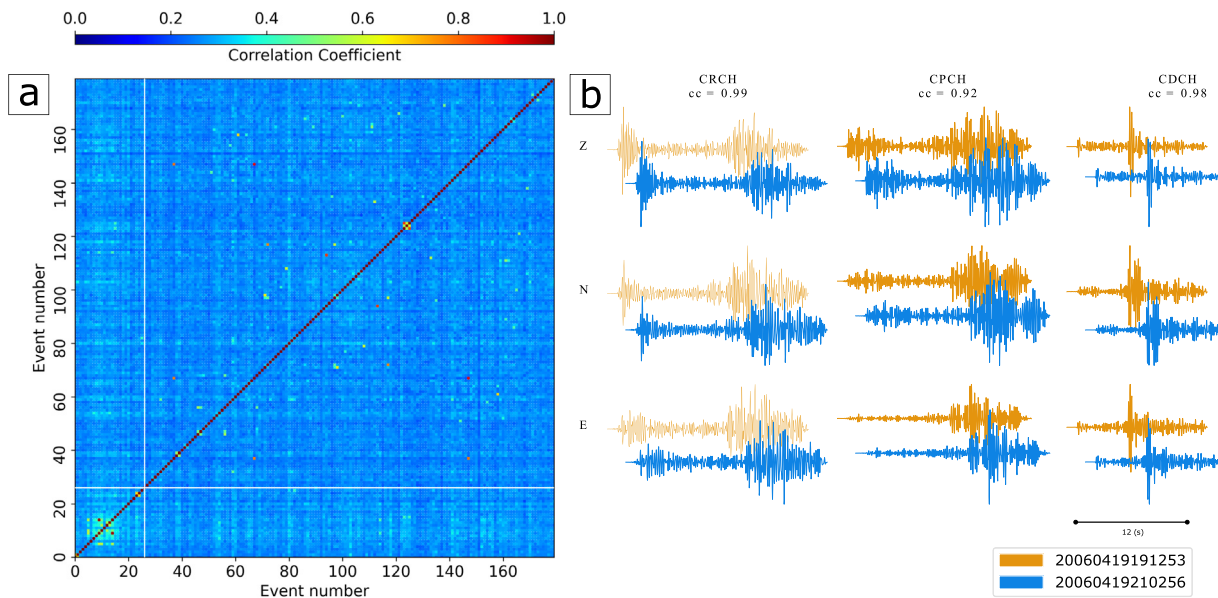 0.0 0.2 0.4 0.6 0.8 1.0
Correlation Coefficient
a
160
140
120
100
80
60
40
20
0
Event number
0 20 40 60 80 100 120 140 160
Event number
b
CRCH
cc = 0.99
CPCH
cc = 0.92
CDCH
cc = 0.98
Z
N
E
12 (s)
20060419191253
20060419210256